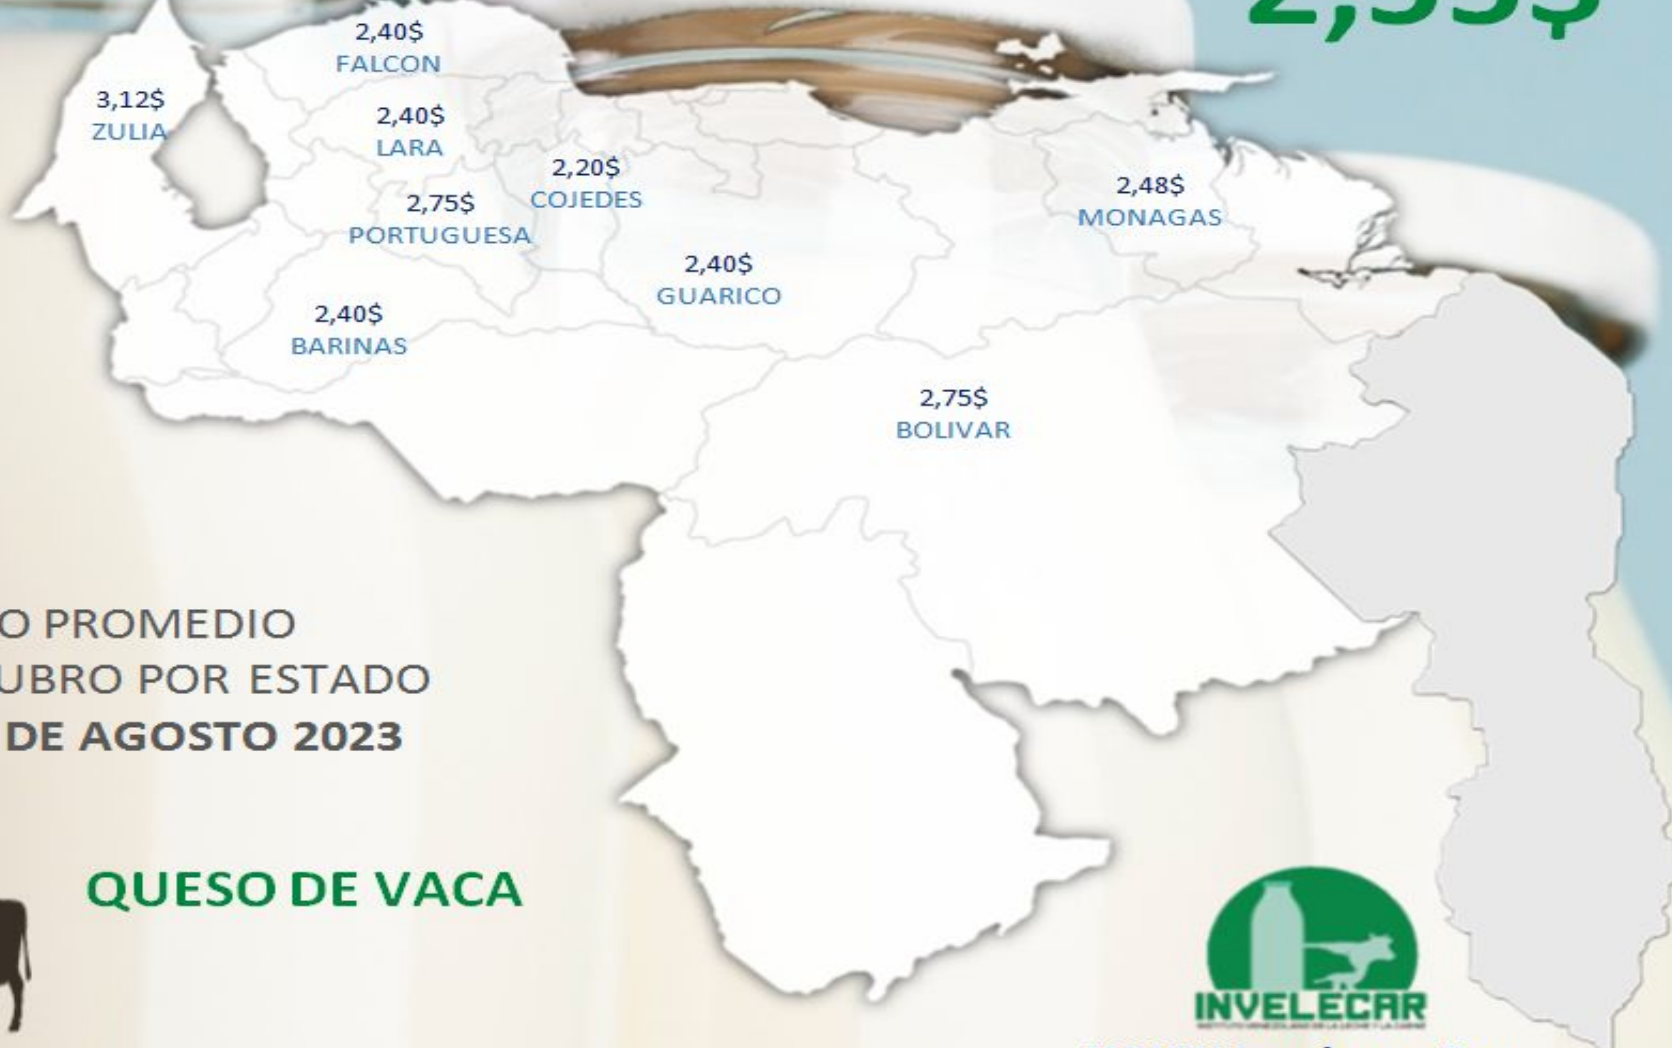 2,40$
FALCON
3,12$
ZULIA
2,40$
LARA
2,20$
COJEDES
2,75$
PORTUGUESA
2,48$
MONAGAS
2,40$
GUARICO
2,40$
BARINAS
2,75$
BOLIVAR
O PROMEDIO
UBRO POR ESTADO
DE AGOSTO 2023
QUESO DE VACA
INVELECAR